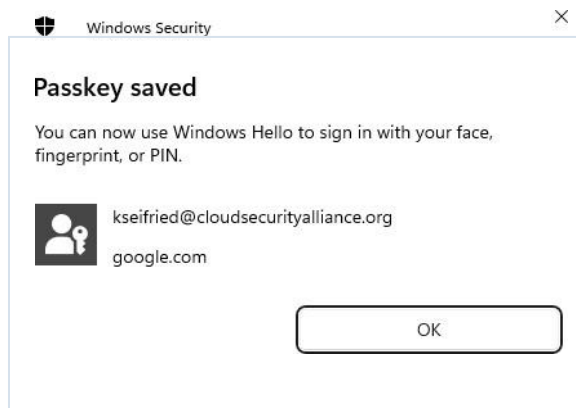 Windows Security
Passkey saved
You can now use Windows Hello to sign in with your face,
fingerprint, or PIN.
kseifried@cloudsecurityalliance.org
google.com
OK